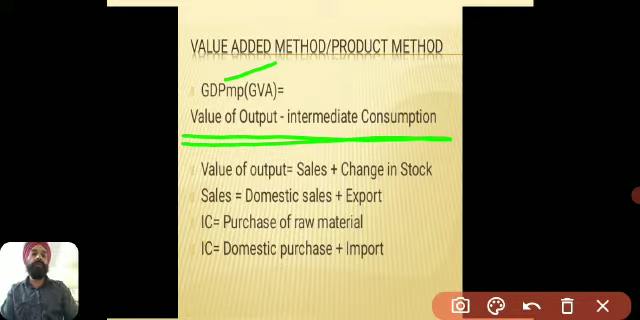 VALUE ADDED METHOD/PRODUCT METHOD
GDPmp(GVA)=
Value of Output - intermediate Consumption
Value of output= Sales + Change in Stock
Sales = Domestic sales + Export
IC= Purchase of raw material
IC= Domestic purchase + Import